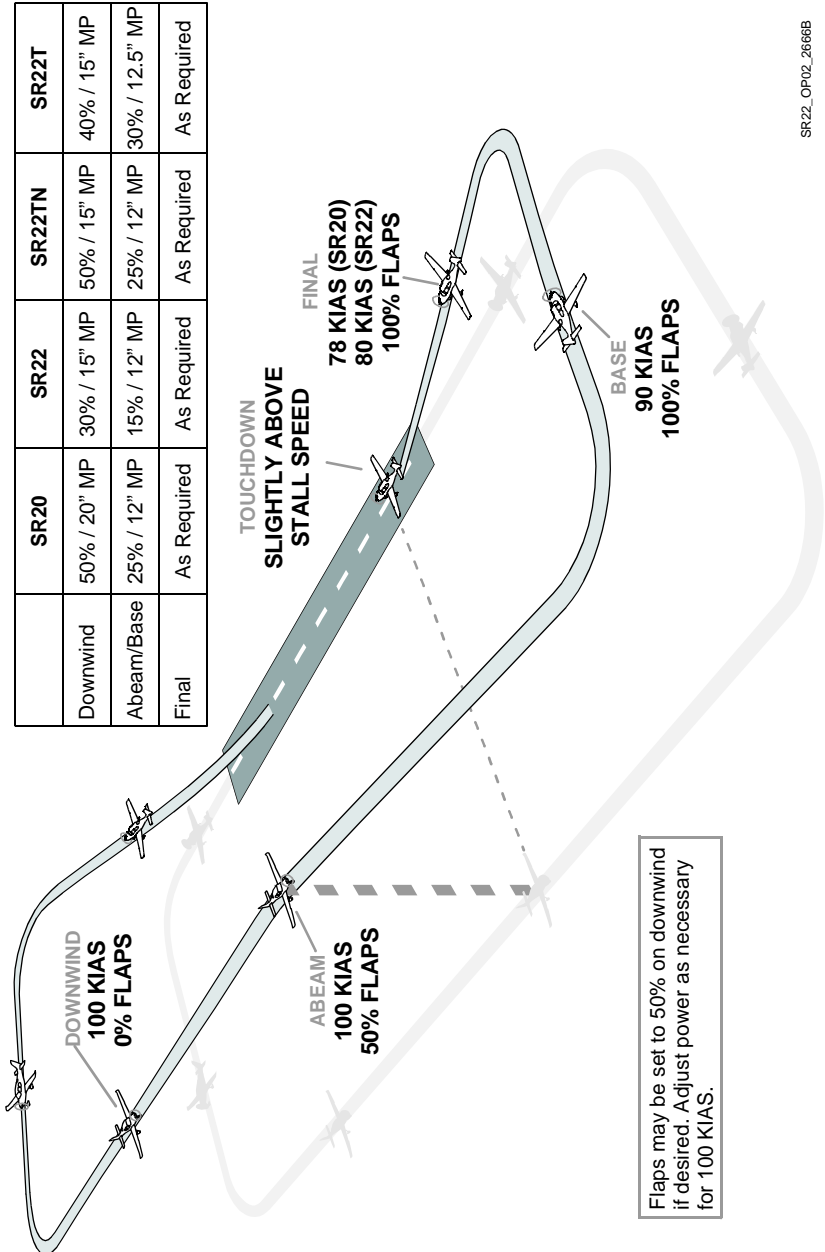 SR20 SR22 SR22TN SR22T
Downwind 50% / 20” MP 30% / 15” MP 50% / 15” MP 40% / 15” MP
Abeam/Base 25% / 12” MP 15% / 12” MP 25% / 12” MP 30% / 12.5” MP
Final As Required As Required As Required As Required
DOWNWIND
100 KIAS
0% FLAPS
TOUCHDOWN
SLIGHTLY ABOVE
STALL SPEED
FINAL
78 KIAS (SR20)
80 KIAS (SR22)
100% FLAPS
ABEAM
100 KIAS
50% FLAPS
BASE
90 KIAS
100% FLAPS
Flaps may be set to 50% on downwind
if desired. Adjust power as necessary
for 100 KIAS.
SR22_OP02_2666B